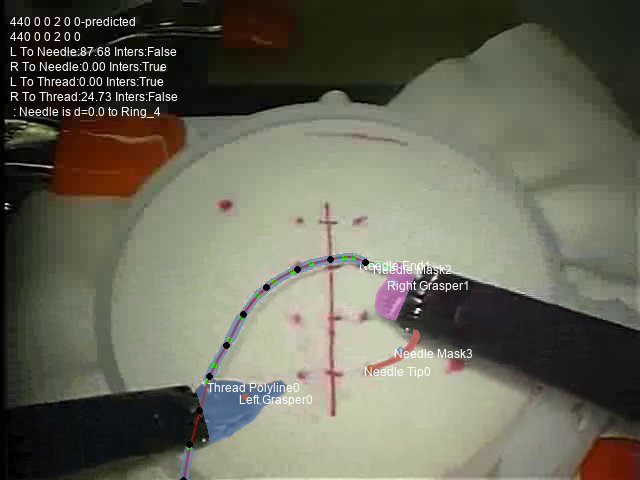 440 0 0 2 0 0-predicted
440 0 0 2 0 0
L To Needle:87.68 Inters:False
R To Needle:0.00 Inters:True
L To Thread:0.00 Inters:True
R To Thread:24.73 Inters:False
: Needle is d=0.0 to Ring_4
Needle End1
Needle Mask2
Right Grasper1
Needle Mask3
Needle Tip0
Thread Polyline0
Left Grasper0